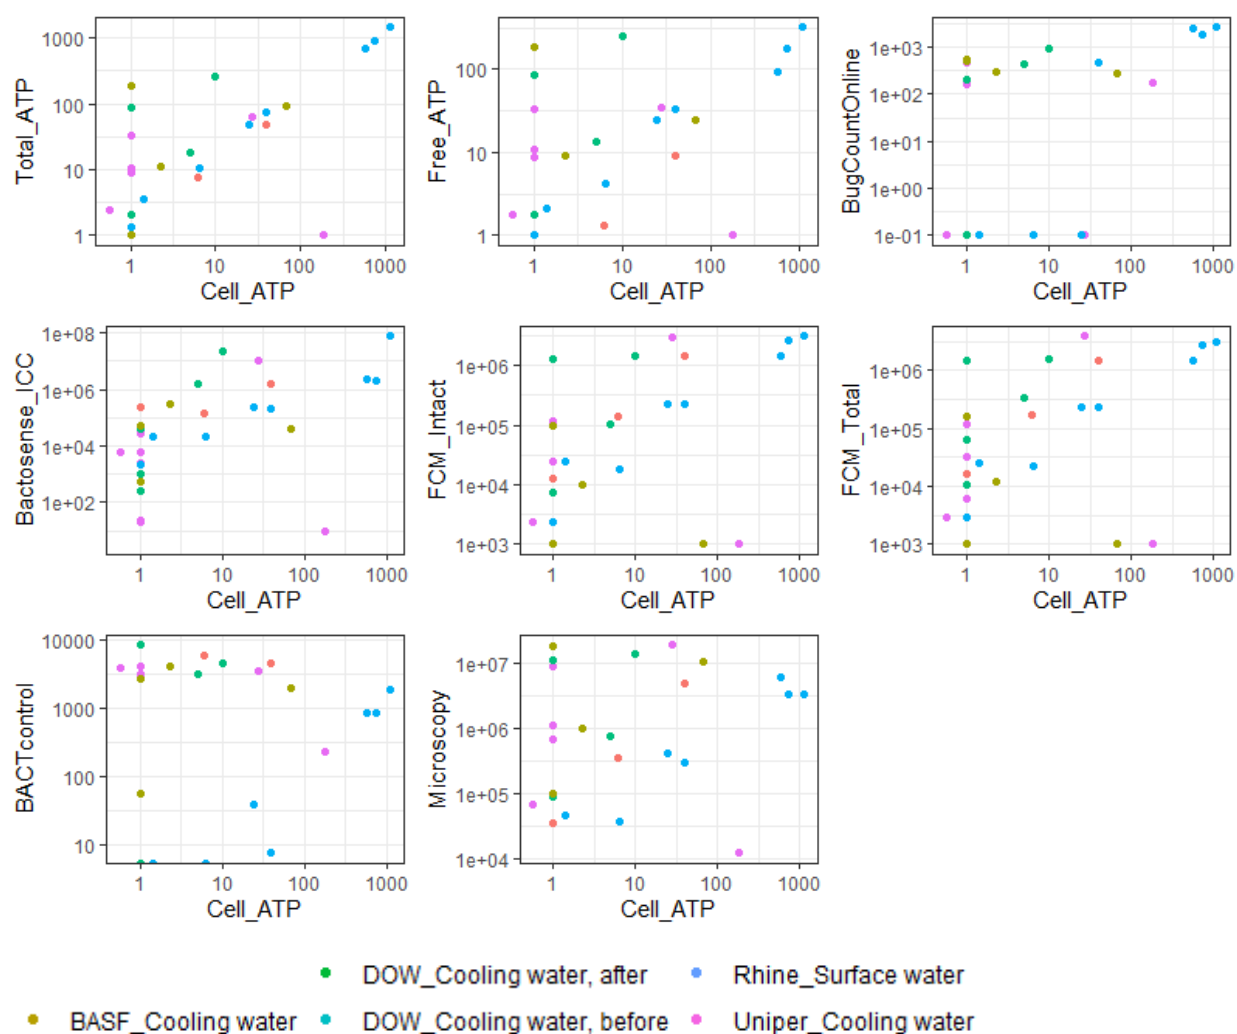 1000
100
10
1
Total_ATP
1 10 100 1000
Cell_ATP
100
10
1
Free_ATP
1 10 100 1000
Cell_ATP
1e+03
1e+02
1e+01
1e+00
1e-01
BugCountOnline
1 10 100 1000
Cell_ATP
1e+08
1e+06
1e+04
1e+02
Bactosense_ICC
1 10 100 1000
Cell_ATP
1e+06
1e+05
1e+04
1e+03
FCM_Intact
1 10 100 1000
Cell_ATP
1e+06
1e+05
1e+04
1e+03
FCM_Total
1 10 100 1000
Cell_ATP
10000
1000
100
10
BACTcontrol
1 10 100 1000
Cell_ATP
1e+07
1e+06
1e+05
1e+04
Microscopy
1 10 100 1000
Cell_ATP
DOW_Cooling water, after Rhine_Surface water
BASF_Cooling water DOW_Cooling water, before Uniper_Cooling water